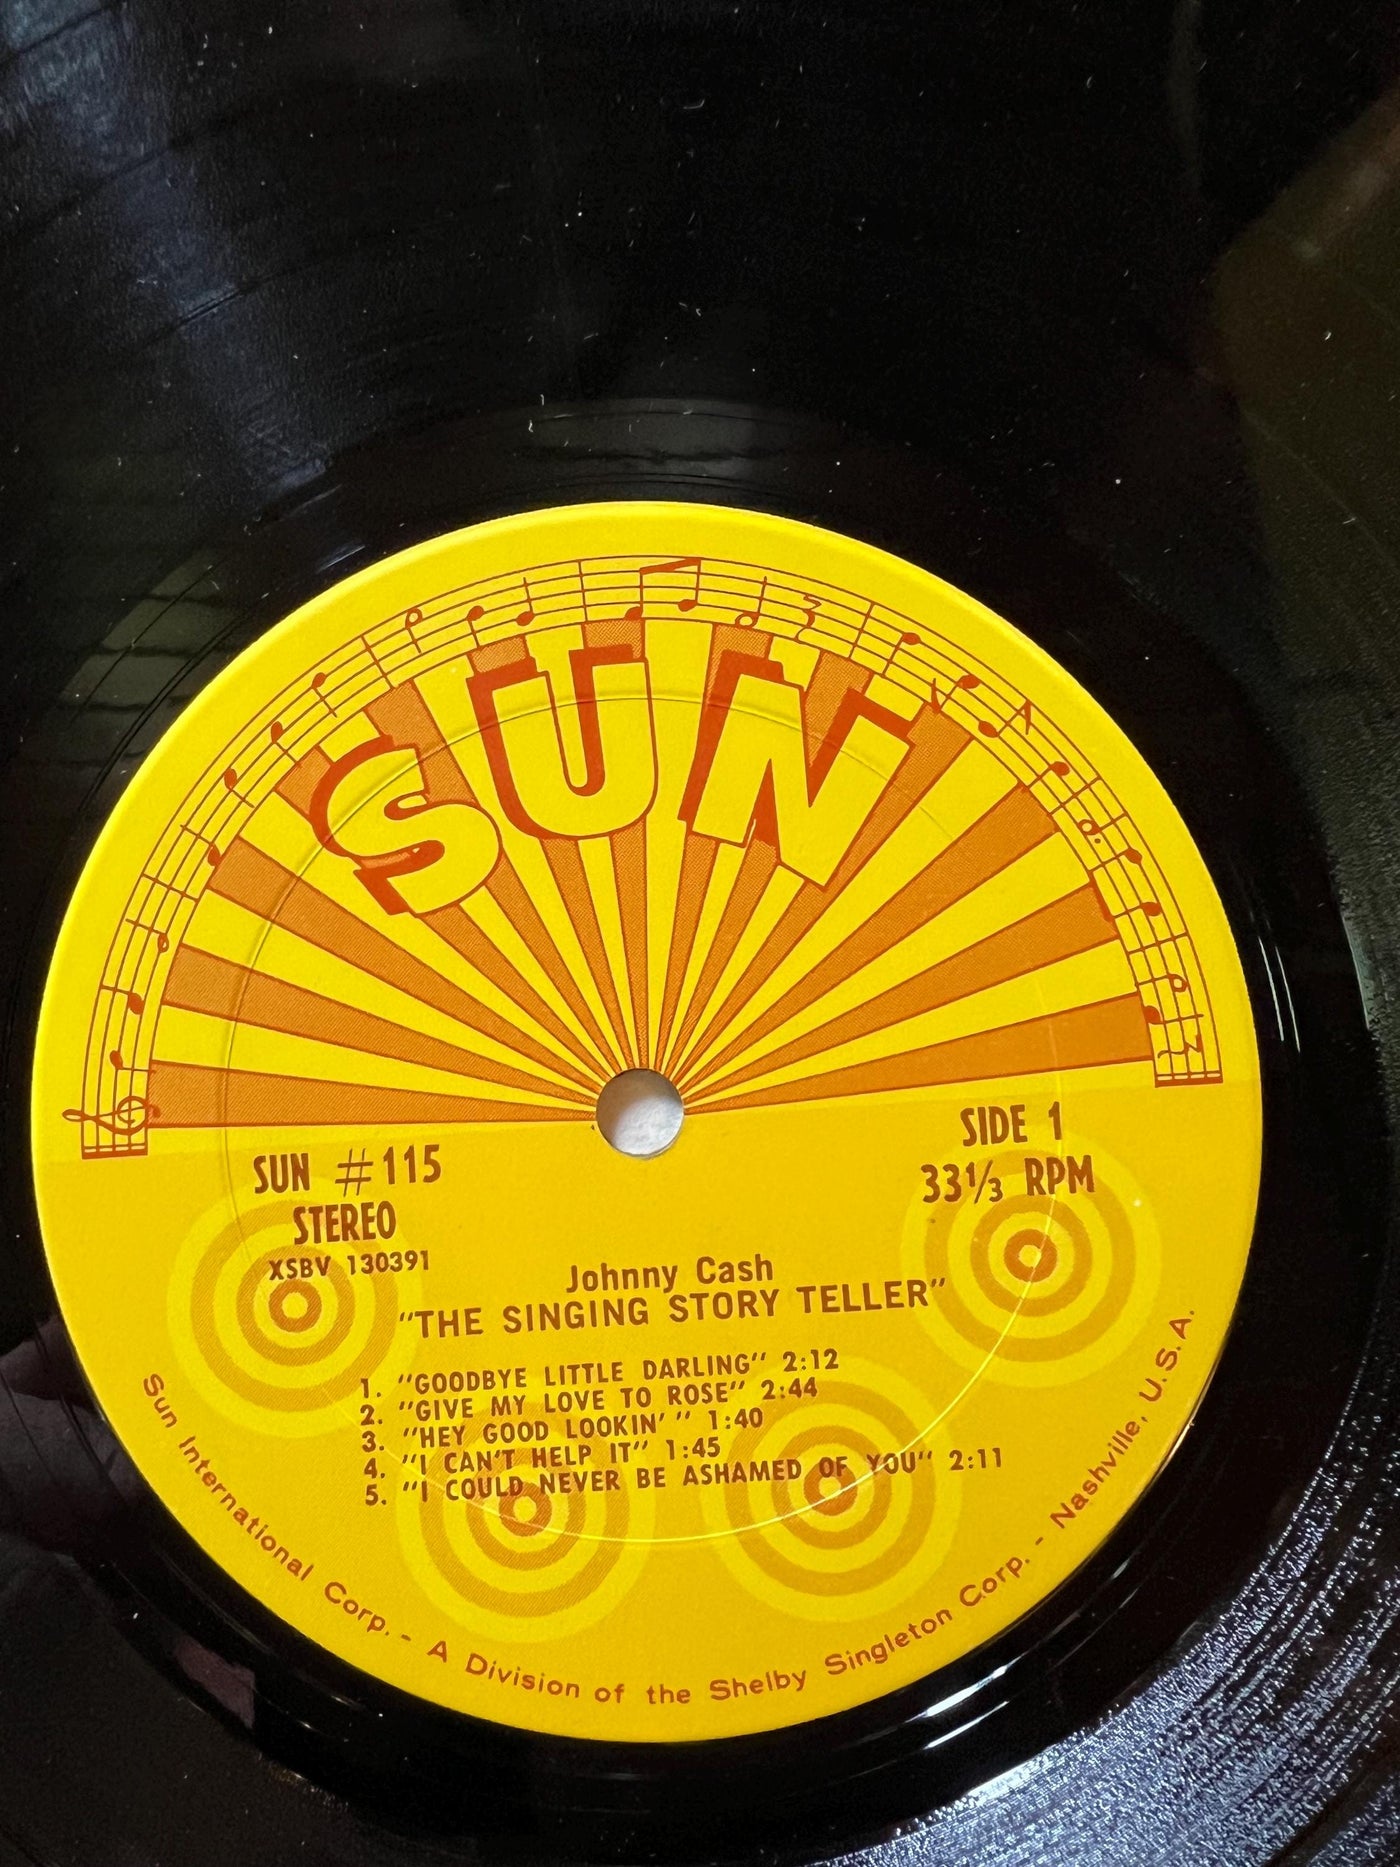 SUN
SUN #115
STEREO
XSBV 130391
SIDE 1
33⅓ RPM
Johnny Cash
"THE SINGING STORY TELLER"
1. "GOODBYE LITTLE DARLING" 2:12
2. "GIVE MY LOVE TO ROSE" 2:44
3. "HEY GOOD LOOKIN' " 1:40
4. "I CAN'T HELP IT" 1:45
5. "I COULD NEVER BE ASHAMED OF YOU" 2:11
Sun International Corp. - A Division of the Shelby Singleton Corp. - Nashville, U.S.A.